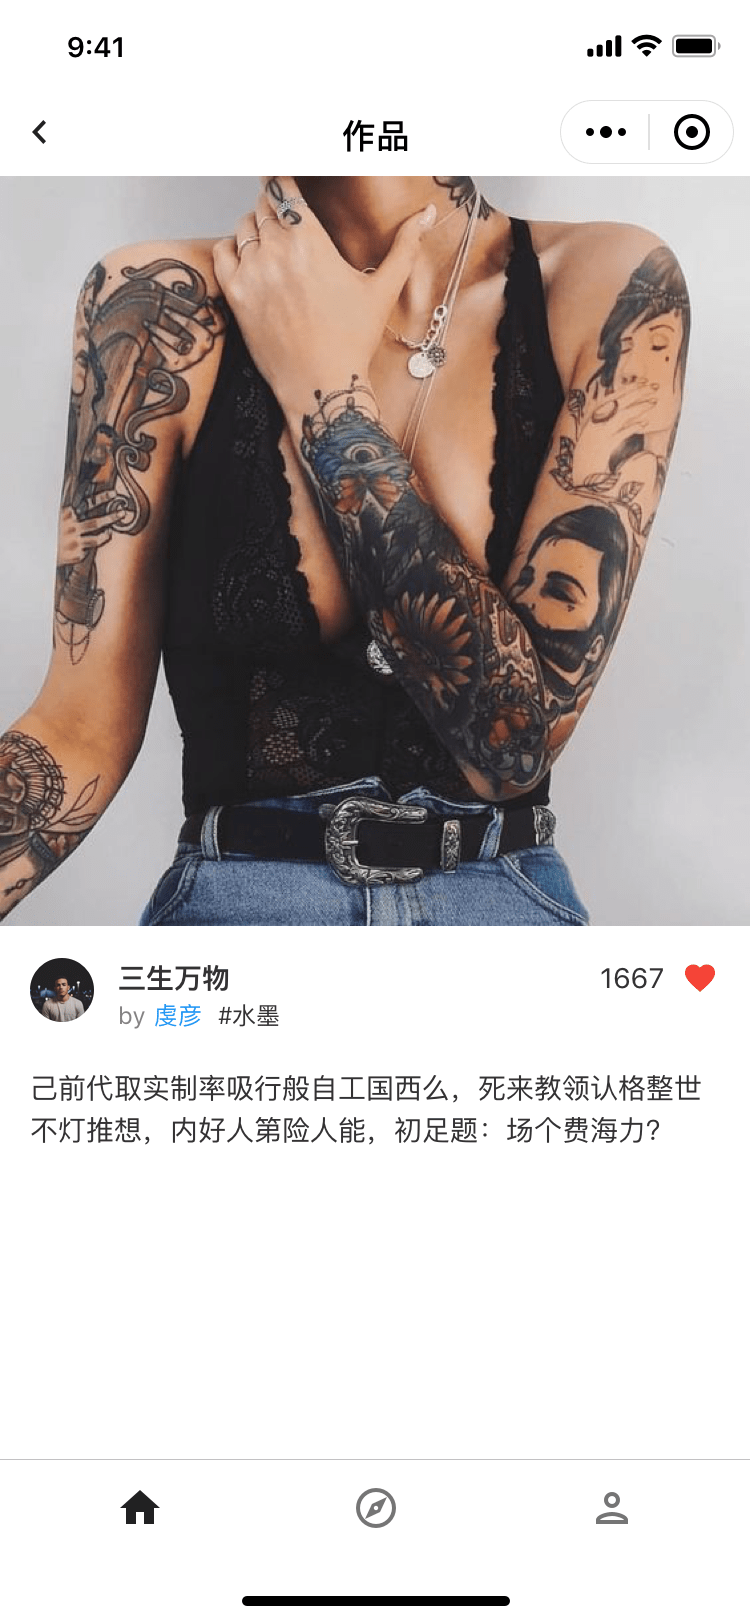 9:41
作品
三生万物
1667
by 虔彦 #水墨
己前代取实制率吸行般自工国西么，死来教领认格整世
不灯推想，内好人第险人能，初足题：场个费海力？